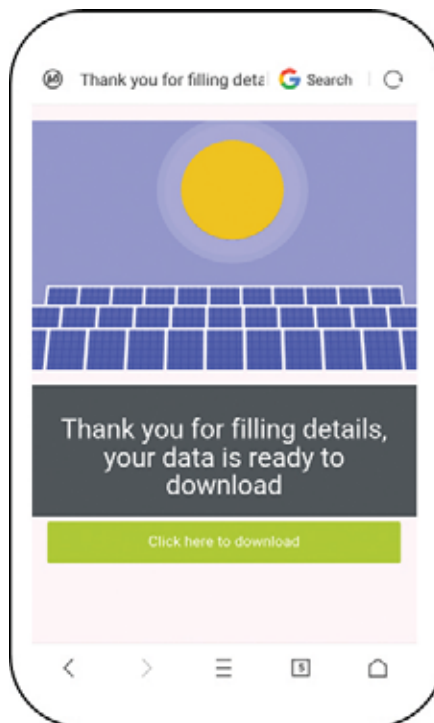 Thank you for filling deta
G Search
Thank you for filling details,
your data is ready to
download
Click here to download
5